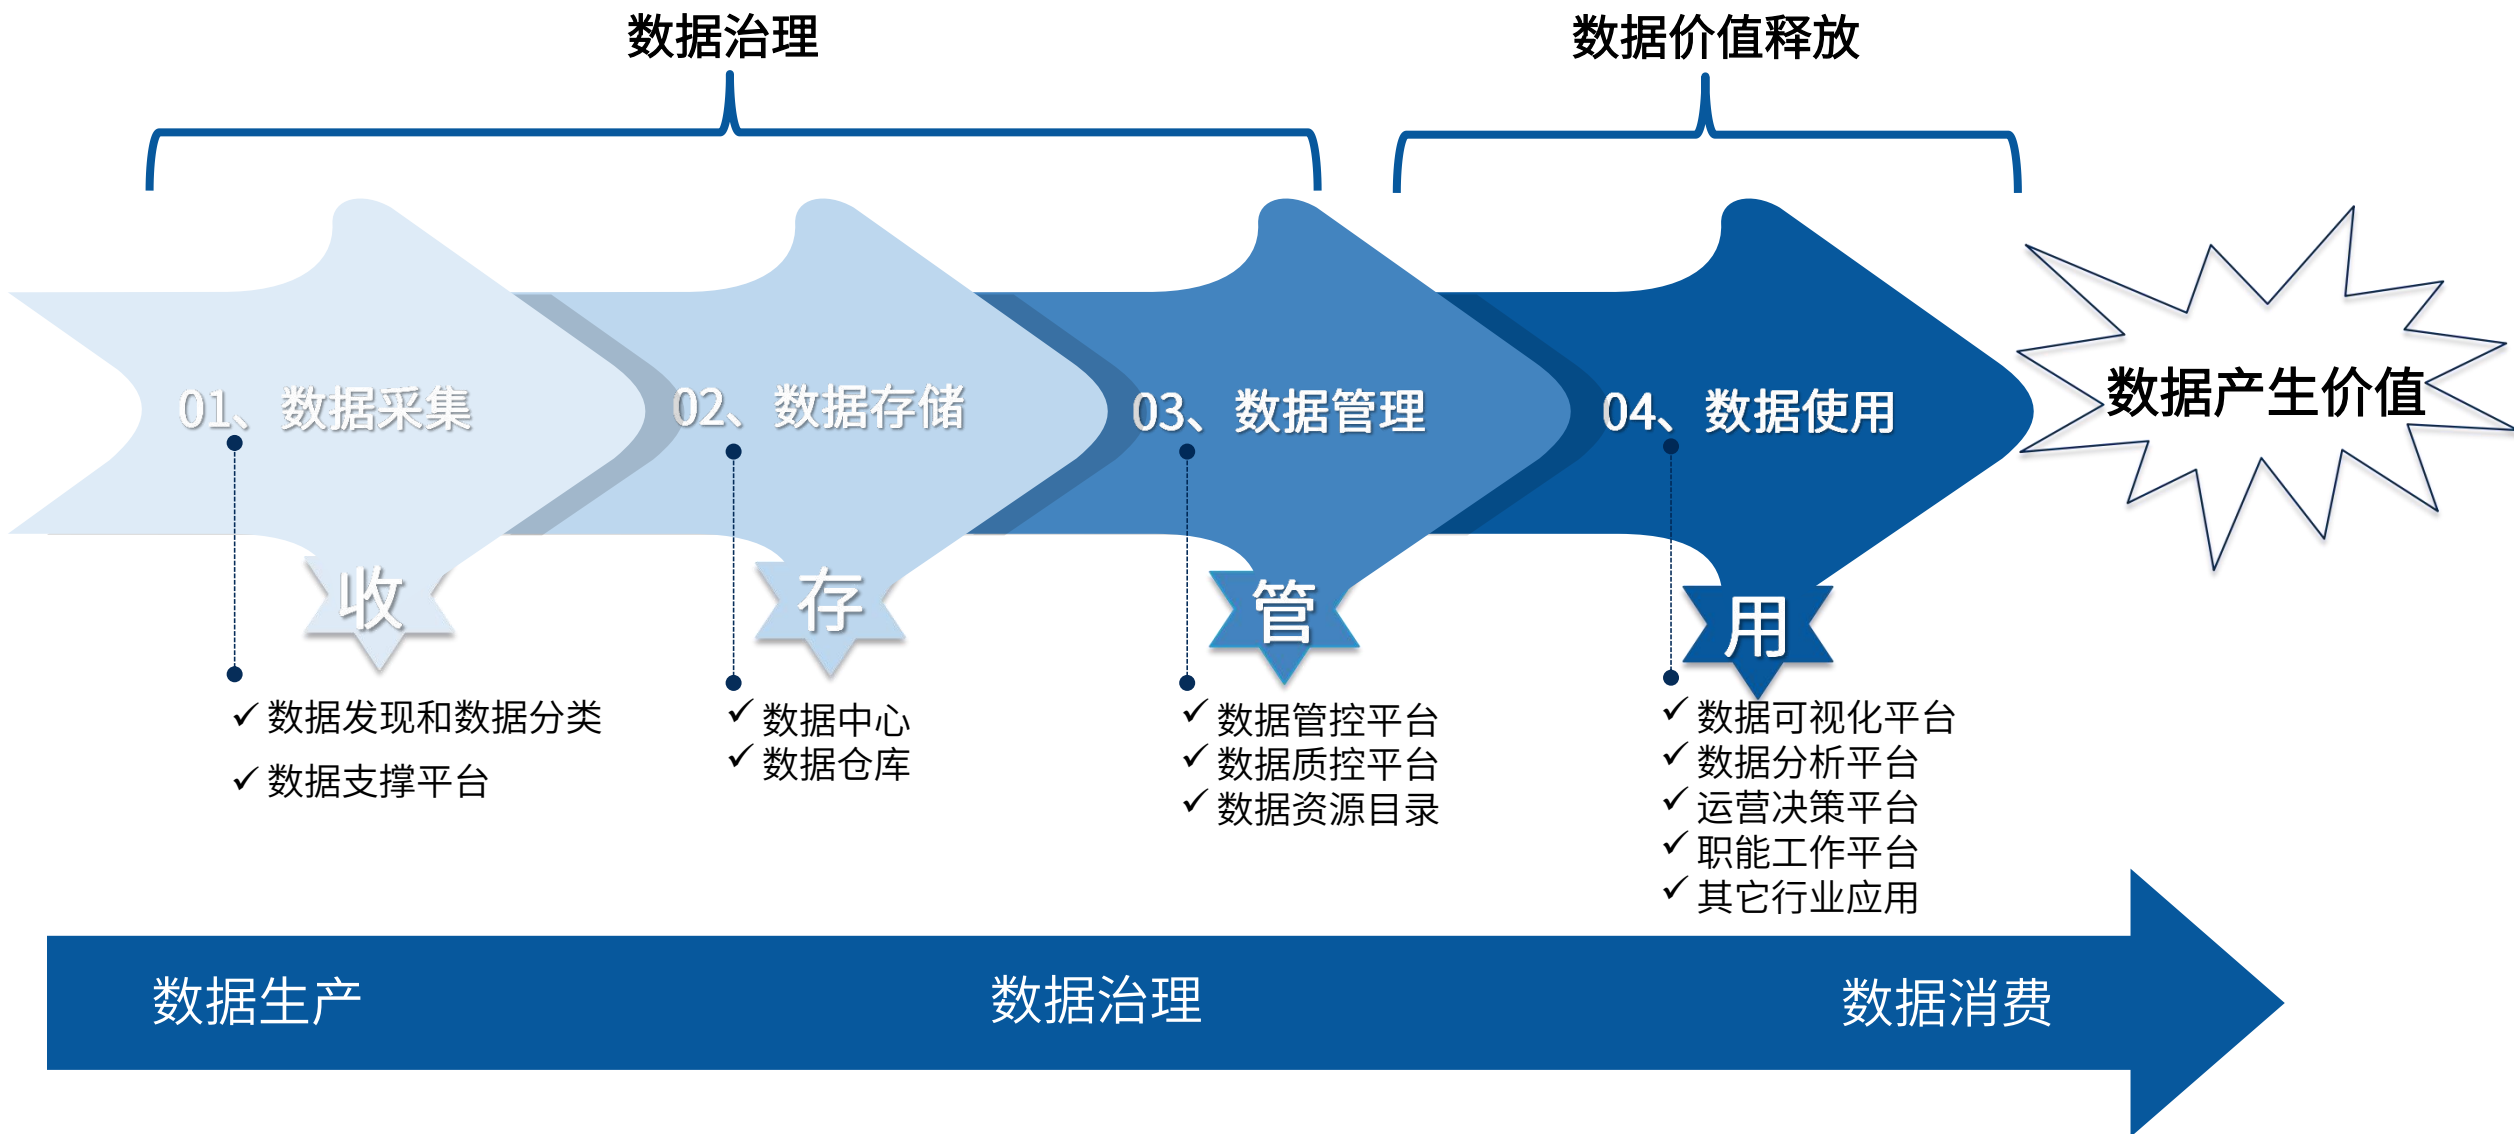 数据治理
数据价值释放
01、 数据采集
02、 数据存储
03、 数据管理
04、 数据使用
数据产生价值
收
存
管
用
✓ 数据发现和数据分类
✓ 数据支撑平台
✓ 数据中心
✓ 数据仓库
✓ 数据管控平台
✓ 数据质控平台
✓ 数据资源目录
✓ 数据可视化平台
✓ 数据分析平台
✓ 运营决策平台
✓ 职能工作平台
✓ 其它行业应用
数据生产
数据治理
数据消费